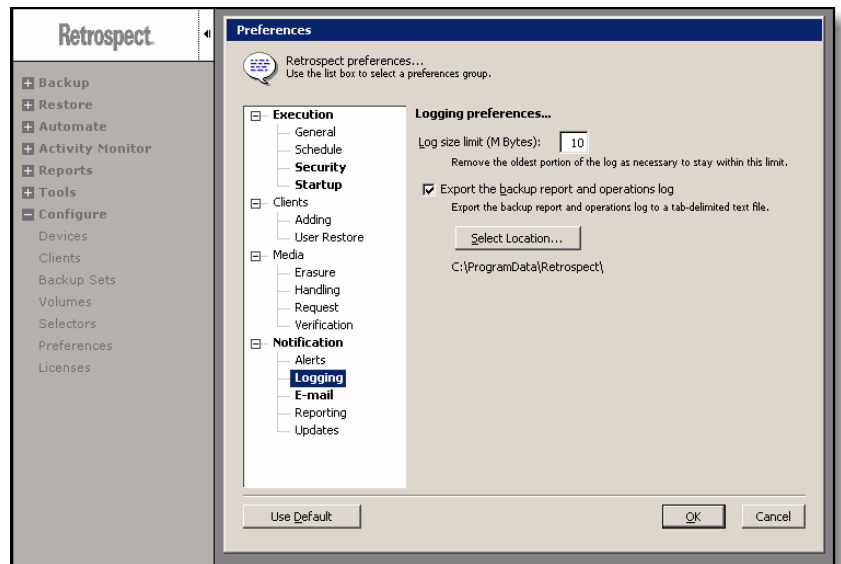 Retrospect.
Backup
Restore
Automate
Activity Monitor
Reports
Tools
Configure
Devices
Clients
Backup Sets
Volumes
Selectors
Preferences
Licenses
Preferences
Retrospect preferences...
Use the list box to select a preferences group.
Execution
General
Schedule
Security
Startup
Clients
Adding
User Restore
Media
Erasure
Handling
Request
Verification
Notification
Alerts
Logging
E-mail
Reporting
Updates
Logging preferences...
Log size limit (M Bytes): 10
Remove the oldest portion of the log as necessary to stay within this limit.
Export the backup report and operations log
Export the backup report and operations log to a tab-delimited text file.
Select Location...
C:\ProgramData\Retrospect\
Use Default
OK
Cancel